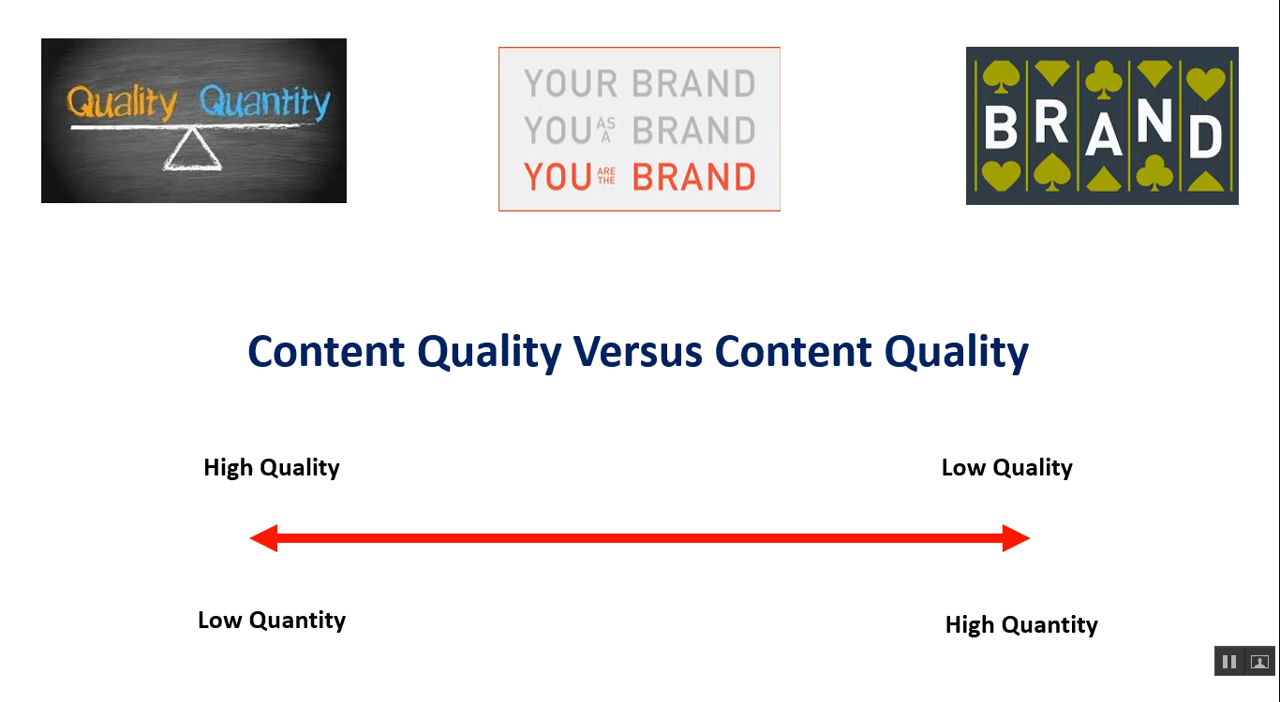 Quality Quantity
YOUR BRAND
YOU AS A BRAND
YOU ARE THE BRAND
BRAND
Content Quality Versus Content Quality
High Quality
Low Quality
Low Quantity
High Quantity